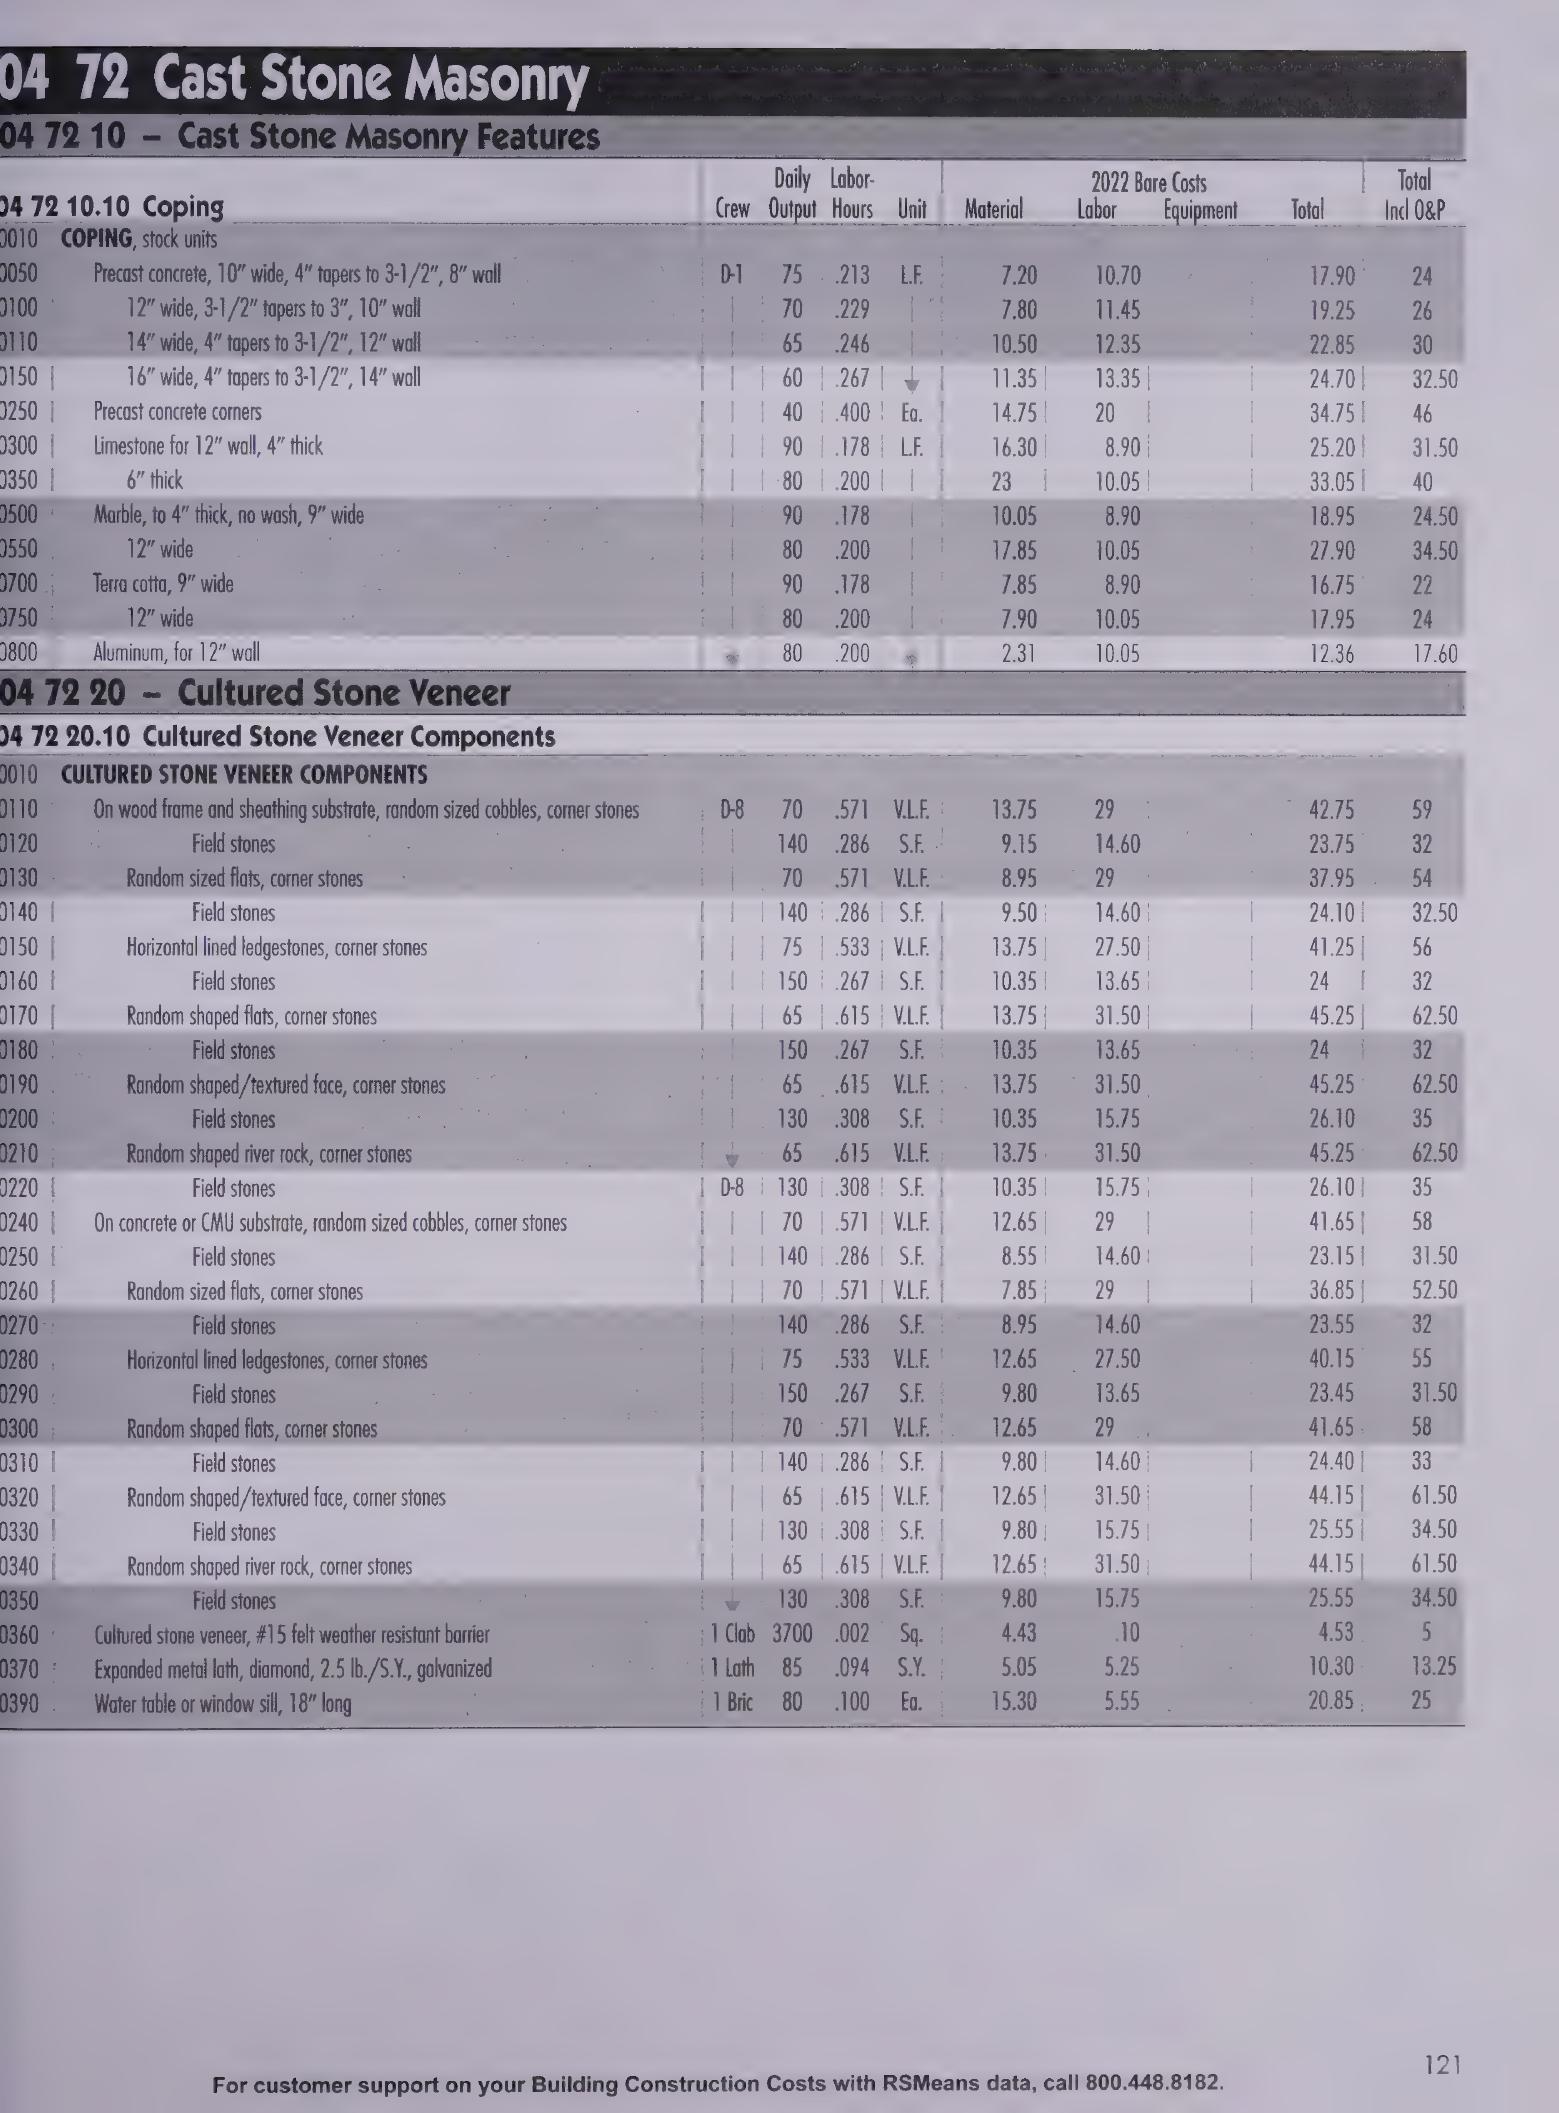 04 72 Cast Stone Masonry
04 72 10 – Cast Stone Masonry Features
Daily Labor- 2022 Bare Costs Total
04 72 10.10 Coping Crew Output Hours Unit Material Labor Equipment Total Incl O&P
0010 COPING, stock units
0050 Precast concrete, 10" wide, 4" tapers to 3-1/2", 8" wall D-1 75 .213 L.F. 7.20 10.70 17.90 24
0100 12" wide, 3-1/2" tapers to 3", 10" wall 70 .229 7.80 11.45 19.25 26
0110 14" wide, 4" tapers to 3-1/2", 12" wall 65 .246 10.50 12.35 22.85 30
0150 16" wide, 4" tapers to 3-1/2", 14" wall 60 .267 11.35 13.35 24.70 32.50
0250 Precast concrete corners 40 .400 Ea. 14.75 20 34.75 46
0300 Limestone for 12" wall, 4" thick 90 .178 L.F. 16.30 8.90 25.20 31.50
0350 6" thick 80 .200 23 10.05 33.05 40
0500 Marble, to 4" thick, no wash, 9" wide 90 .178 10.05 8.90 18.95 24.50
0550 12" wide 80 .200 17.85 10.05 27.90 34.50
0700 Terra cotta, 9" wide 90 .178 7.85 8.90 16.75 22
0750 12" wide 80 .200 7.90 10.05 17.95 24
0800 Aluminum, for 12" wall 80 .200 2.31 10.05 12.36 17.60
04 72 20 – Cultured Stone Veneer
04 72 20.10 Cultured Stone Veneer Components
0010 CULTURED STONE VENEER COMPONENTS
0110 On wood frame and sheathing substrate, random sized cobbles, corner stones D-8 70 .571 V.L.F. 13.75 29 42.75 59
0120 Field stones 140 .286 S.F. 9.15 14.60 23.75 32
0130 Random sized flats, corner stones 70 .571 V.L.F. 8.95 29 37.95 54
0140 Field stones 140 .286 S.F. 9.50 14.60 24.10 32.50
0150 Horizontal lined ledgestones, corner stones 75 .533 V.L.F. 13.75 27.50 41.25 56
0160 Field stones 150 .267 S.F. 10.35 13.65 24 32
0170 Random shaped flats, corner stones 65 .615 V.L.F. 13.75 31.50 45.25 62.50
0180 Field stones 150 .267 S.F. 10.35 13.65 24 32
0190 Random shaped/textured face, corner stones 65 .615 V.L.F. 13.75 31.50 45.25 62.50
0200 Field stones 130 .308 S.F. 10.35 15.75 26.10 35
0210 Random shaped river rock, corner stones 65 .615 V.L.F. 13.75 31.50 45.25 62.50
0220 Field stones D-8 130 .308 S.F. 10.35 15.75 26.10 35
0240 On concrete or CMU substrate, random sized cobbles, corner stones 70 .571 V.L.F. 12.65 29 41.65 58
0250 Field stones 140 .286 S.F. 8.55 14.60 23.15 31.50
0260 Random sized flats, corner stones 70 .571 V.L.F. 7.85 29 36.85 52.50
0270 Field stones 140 .286 S.F. 8.95 14.60 23.55 32
0280 Horizontal lined ledgestones, corner stones 75 .533 V.L.F. 12.65 27.50 40.15 55
0290 Field stones 150 .267 S.F. 9.80 13.65 23.45 31.50
0300 Random shaped flats, corner stones 70 .571 V.L.F. 12.65 29 41.65 58
0310 Field stones 140 .286 S.F. 9.80 14.60 24.40 33
0320 Random shaped/textured face, corner stones 65 .615 V.L.F. 12.65 31.50 44.15 61.50
0330 Field stones 130 .308 S.F. 9.80 15.75 25.55 34.50
0340 Random shaped river rock, corner stones 65 .615 V.L.F. 12.65 31.50 44.15 61.50
0350 Field stones 130 .308 S.F. 9.80 15.75 25.55 34.50
0360 Cultured stone veneer, #15 felt weather resistant barrier 1 Clab 3700 .002 Sq. 4.43 .10 4.53 5
0370 Expanded metal lath, diamond, 2.5 lb./S.Y., galvanized 1 Lath 85 .094 S.Y. 5.05 5.25 10.30 13.25
0390 Water table or window sill, 18" long 1 Bric 80 .100 Ea. 15.30 5.55 20.85 25
121
For customer support on your Building Construction Costs with RSMeans data, call 800.448.8182.